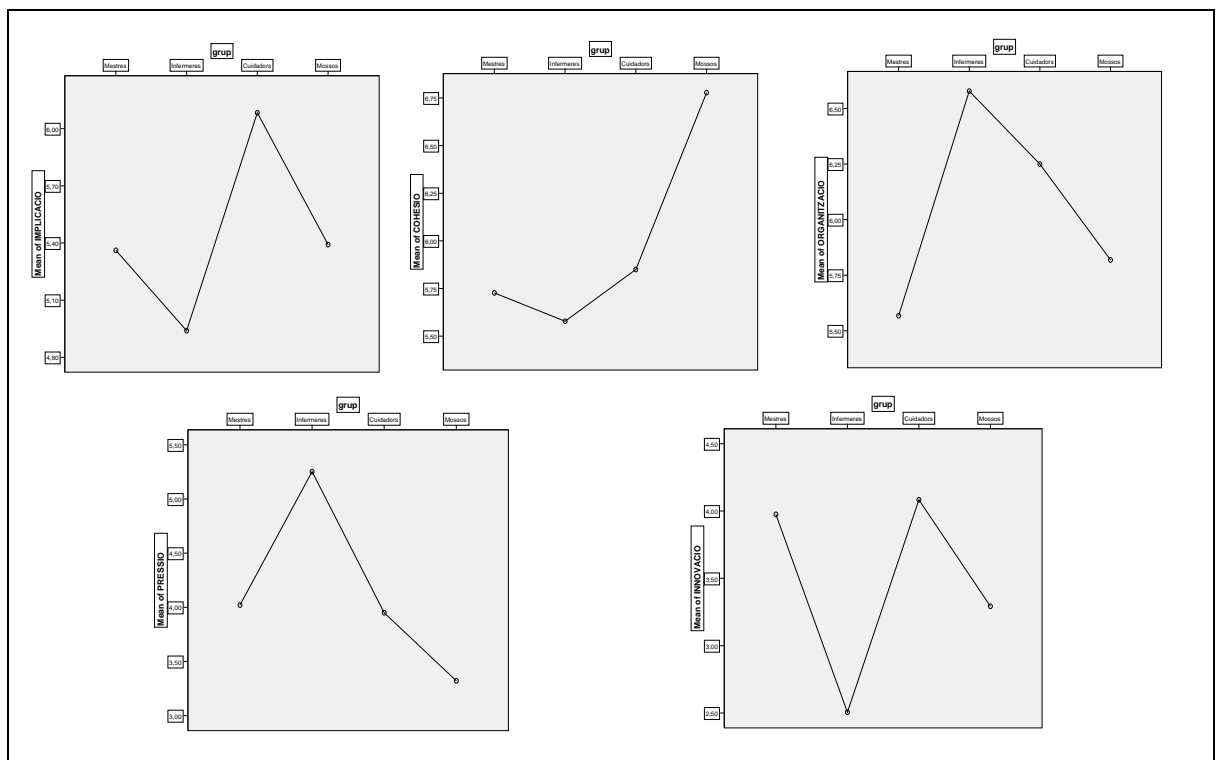 grup
Mestres Infermeres Cuidadors Mossos
6,00
5,70
5,40
5,10
4,80
Mean of IMPLICACIO
grup
Mestres Infermeres Cuidadors Mossos
6,75
6,50
6,25
6,00
5,75
5,50
Mean of COHESIO
grup
Mestres Infermeres Cuidadors Mossos
6,50
6,25
6,00
5,75
5,50
Mean of ORGANITZACIO
grup
Mestres Infermeres Cuidadors Mossos
5,50
5,00
4,50
4,00
3,50
3,00
Mean of PRESSIO
grup
Mestres Infermeres Cuidadors Mossos
4,50
4,00
3,50
3,00
2,50
Mean of INNOVACIO